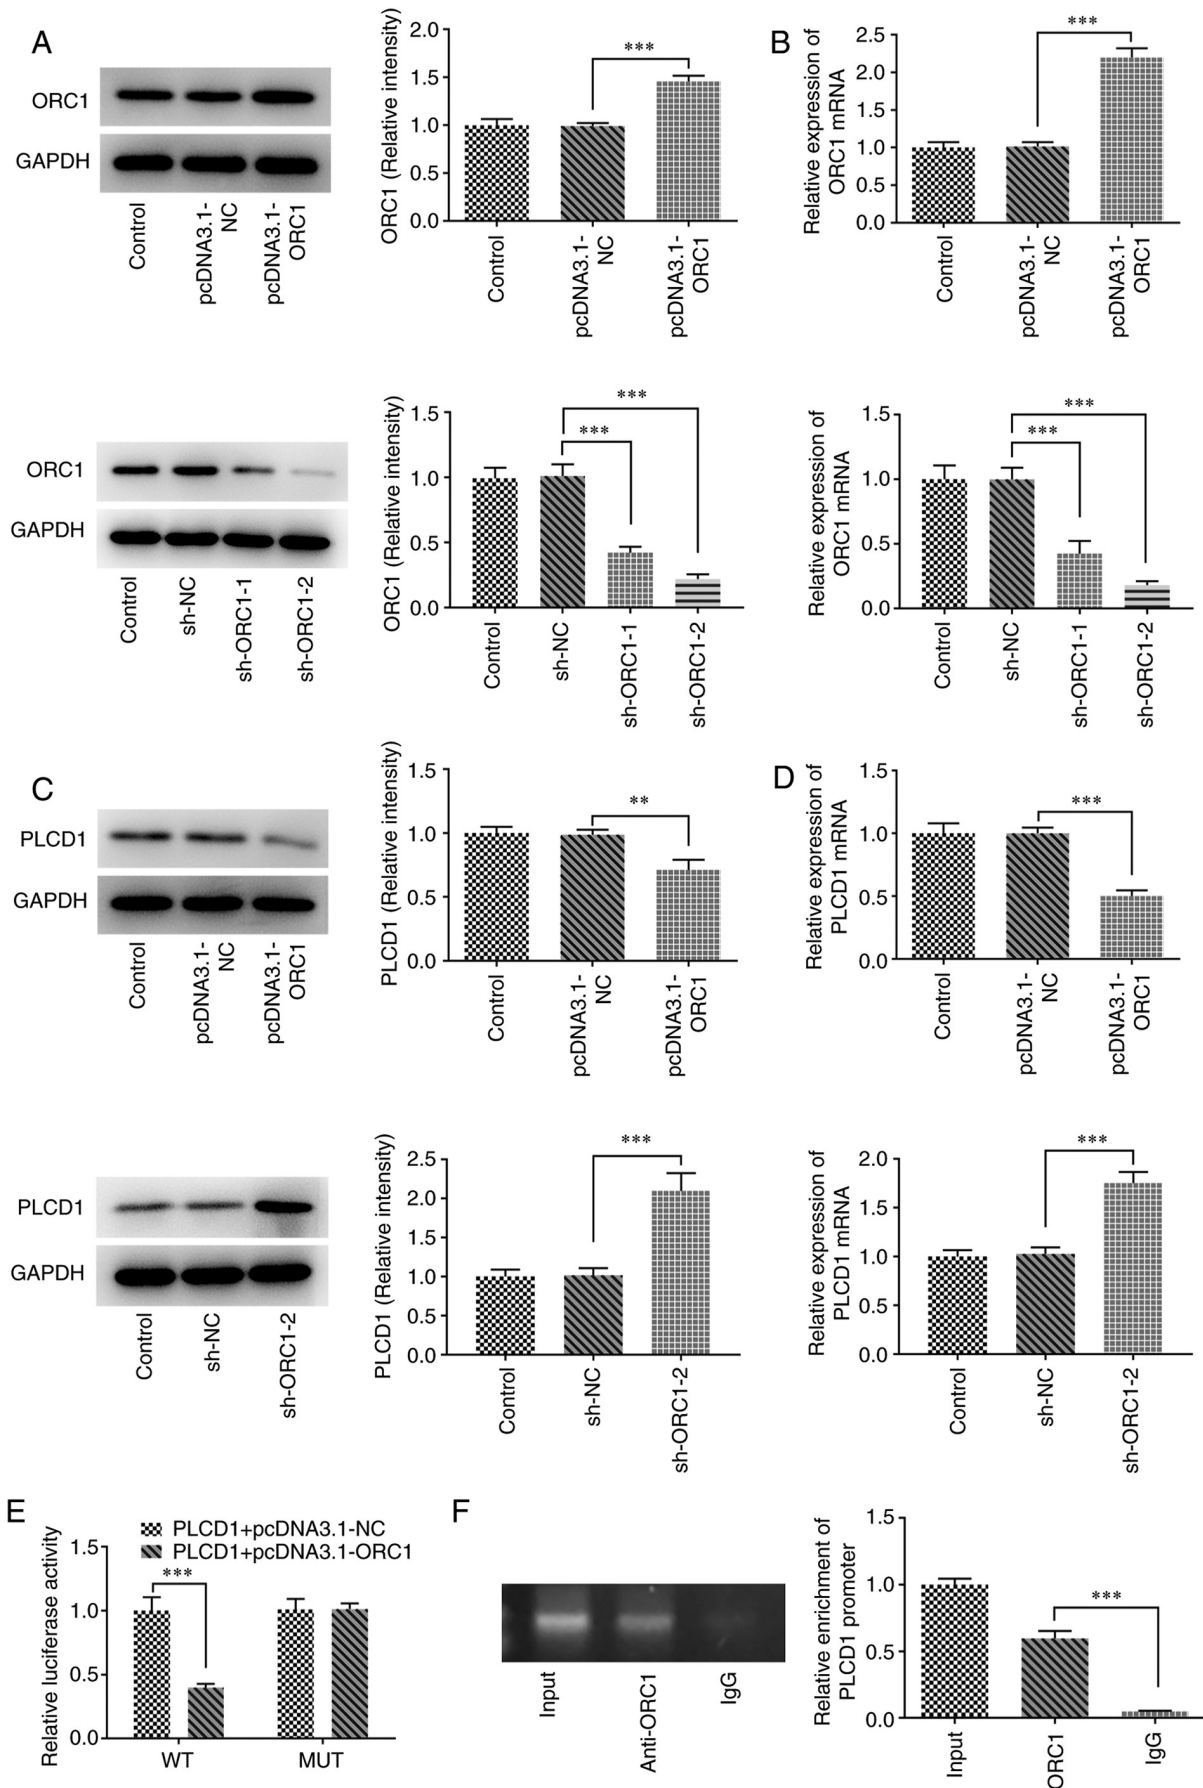 A
ORC1
GAPDH
Control
pcDNA3.1-
NC
pcDNA3.1-
ORC1
ORC1 (Relative intensity)
2.0
1.5
1.0
0.5
0.0
***
Control
pcDNA3.1-
NC
pcDNA3.1-
ORC1
B
Relative expression of
ORC1 mRNA
2.5
2.0
1.5
1.0
0.5
0.0
***
Control
pcDNA3.1-
NC
pcDNA3.1-
ORC1
ORC1
GAPDH
Control
sh-NC
sh-ORC1-1
sh-ORC1-2
ORC1 (Relative intensity)
1.5
1.0
0.5
0.0
***
***
Control
sh-NC
sh-ORC1-1
sh-ORC1-2
Relative expression of
ORC1 mRNA
1.5
1.0
0.5
0.0
***
***
Control
sh-NC
sh-ORC1-1
sh-ORC1-2
C
PLCD1
GAPDH
Control
pcDNA3.1-
NC
pcDNA3.1-
ORC1
PLCD1 (Relative intensity)
1.5
1.0
0.5
0.0
**
Control
pcDNA3.1-
NC
pcDNA3.1-
ORC1
D
Relative expression of
PLCD1 mRNA
1.5
1.0
0.5
0.0
***
Control
pcDNA3.1-
NC
pcDNA3.1-
ORC1
PLCD1
GAPDH
Control
sh-NC
sh-ORC1-2
PLCD1 (Relative intensity)
2.5
2.0
1.5
1.0
0.5
0.0
***
Control
sh-NC
sh-ORC1-2
Relative expression of
PLCD1 mRNA
2.0
1.5
1.0
0.5
0.0
***
Control
sh-NC
sh-ORC1-2
E
PLCD1+pcDNA3.1-NC
PLCD1+pcDNA3.1-ORC1
Relative luciferase activity
1.5
1.0
0.5
0.0
***
WT
MUT
F
Input
Anti-ORC1
IgG
Relative enrichment of
PLCD1 promoter
1.5
1.0
0.5
0.0
***
Input
ORC1
IgG